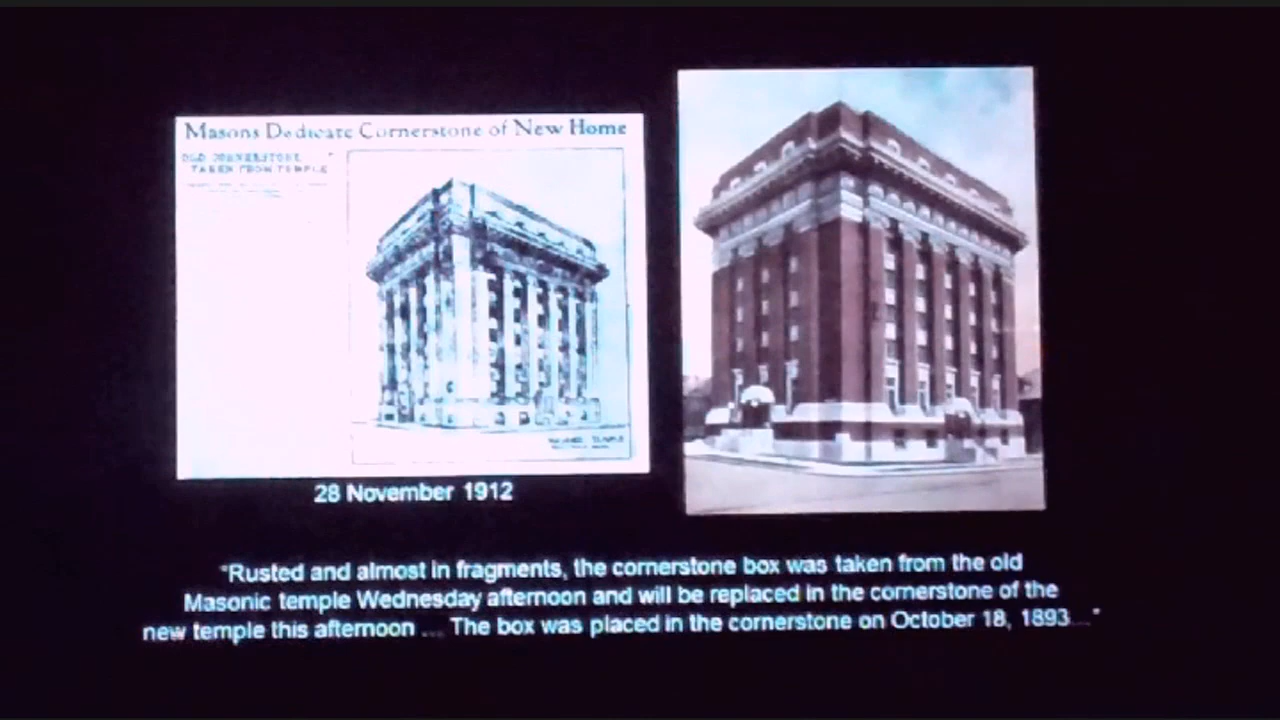 Masons Dedicate Cornerstone of New Home
OLD CORNERSTONE
TAKEN FROM TEMPLE
MASONIC TEMPLE
28 November 1912
"Rusted and almost in fragments, the cornerstone box was taken from the old
Masonic temple Wednesday afternoon and will be replaced in the cornerstone of the
new temple this afternoon ... The box was placed in the cornerstone on October 18, 1893..."